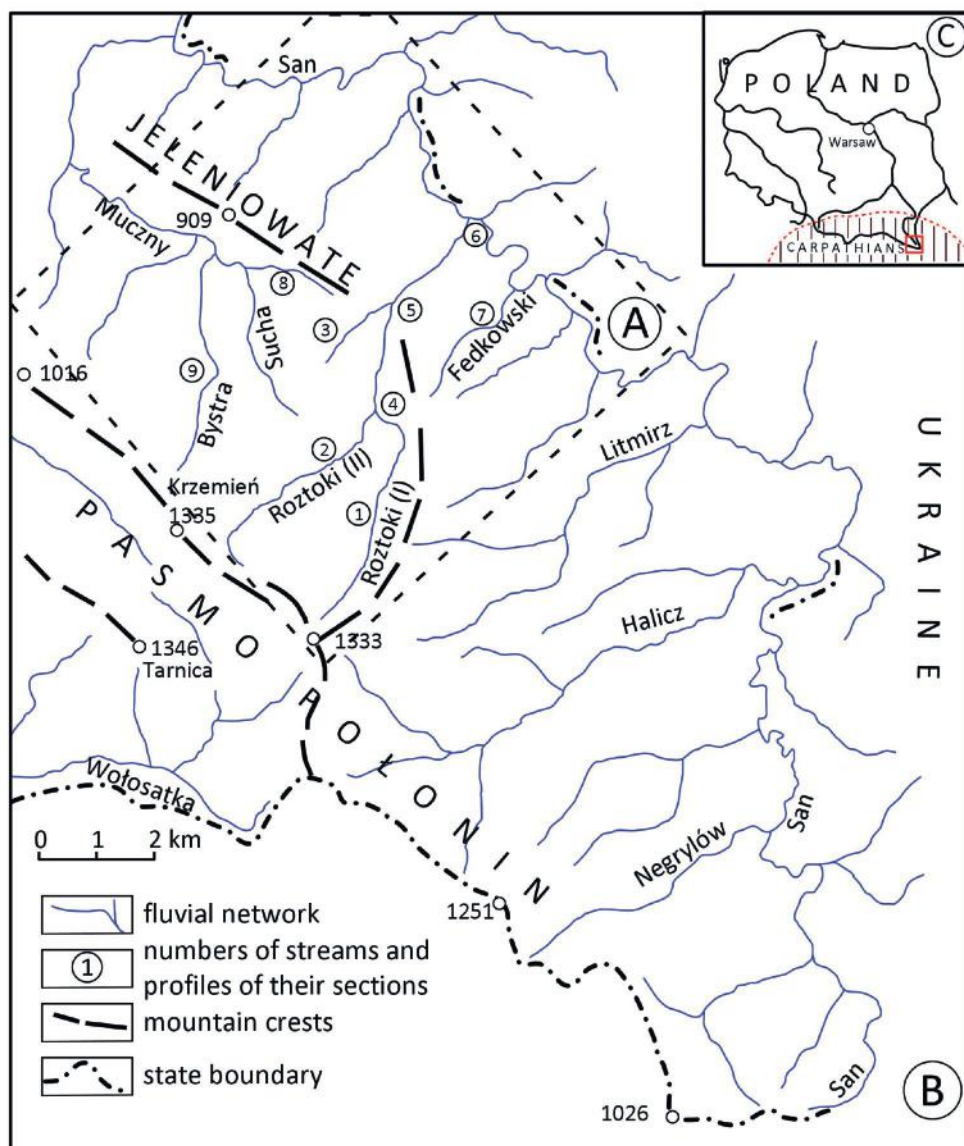 San
JELENIOWATE
909
Muczny
8
Sucha
3
5
6
7
Fedkowski
A
C
POLAND
Warsaw
CARPATHIANS
1016
9
Bystra
4
2
Roztoki (II)
1
Roztoki (I)
Litmirz
UKRAINE
Krzemień
1335
PASMO
1333
1346
Tarnica
Halicz
POŁONIN
Wołosatka
San
Negrylów
1251
0 1 2 km
fluvial network
1
numbers of streams and
profiles of their sections
mountain crests
state boundary
1026
San
B